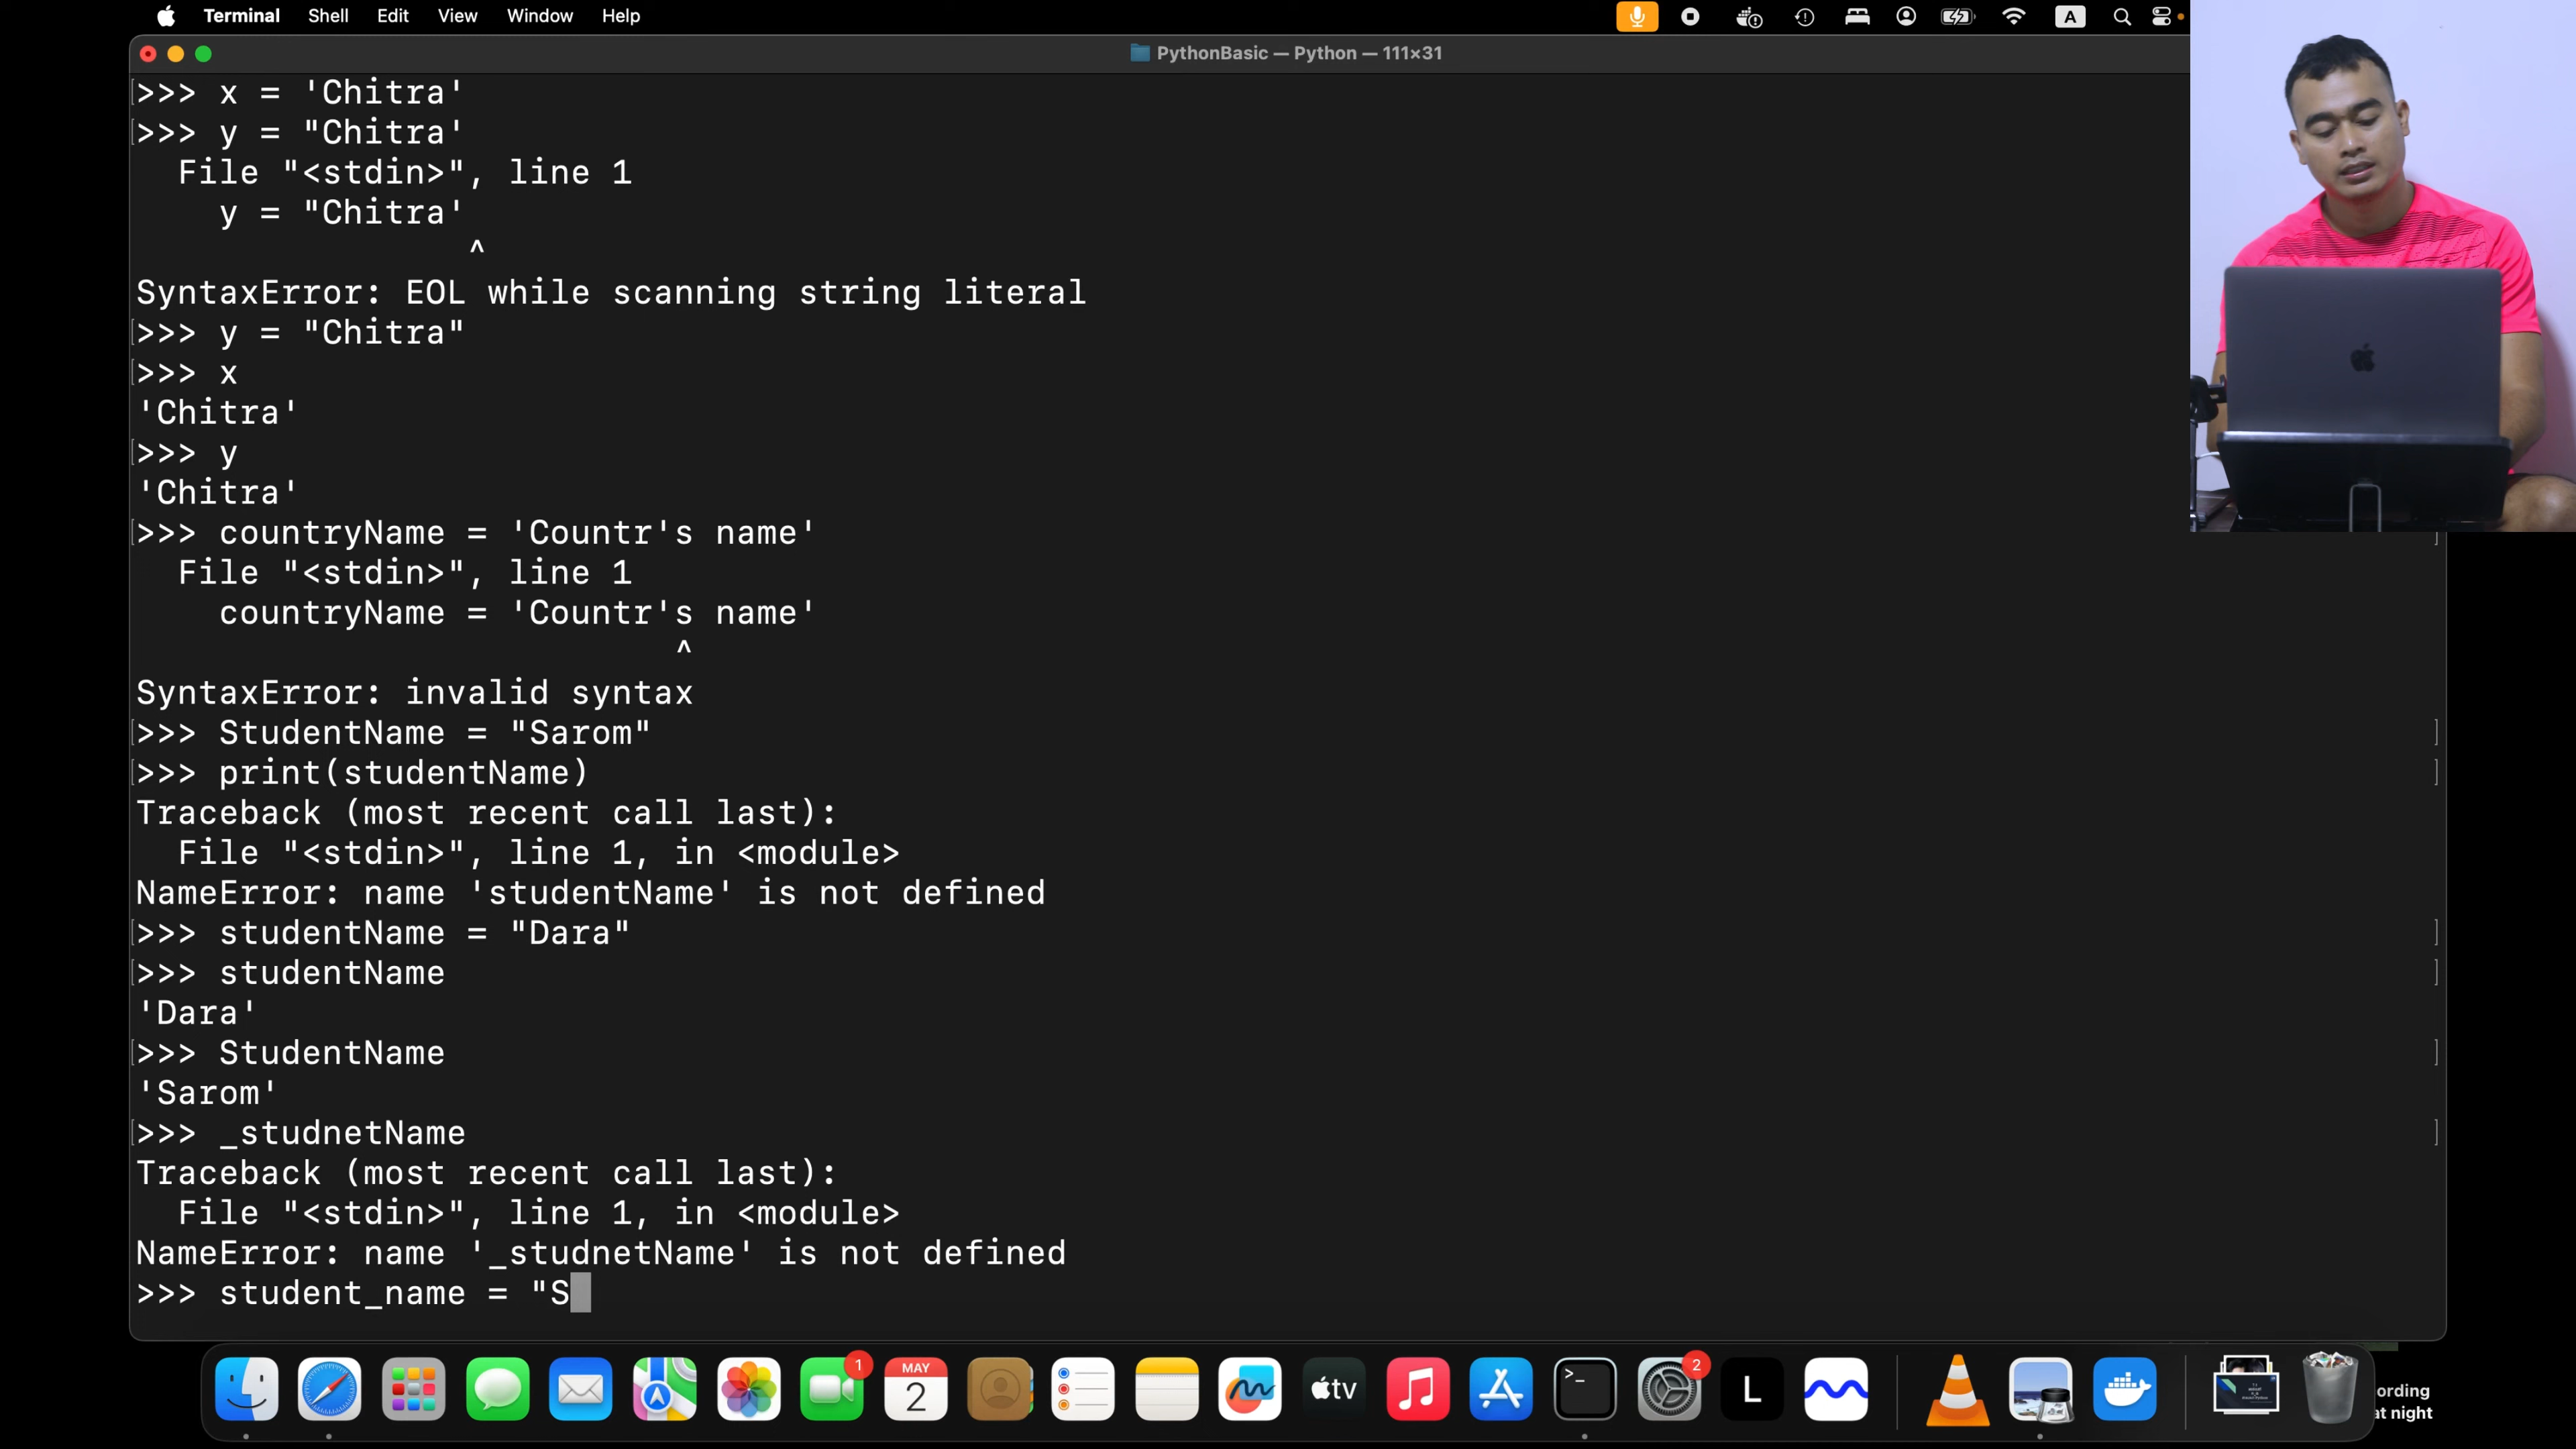 Terminal Shell Edit View Window Help
A
PythonBasic — Python — 111×31
>>> x = 'Chitra'
>>> y = "Chitra'
  File "<stdin>", line 1
    y = "Chitra'
                ^
SyntaxError: EOL while scanning string literal
>>> y = "Chitra"
>>> x
'Chitra'
>>> y
'Chitra'
>>> countryName = 'Countr's name'
  File "<stdin>", line 1
    countryName = 'Countr's name'
                          ^
SyntaxError: invalid syntax
>>> StudentName = "Sarom"
>>> print(studentName)
Traceback (most recent call last):
  File "<stdin>", line 1, in <module>
NameError: name 'studentName' is not defined
>>> studentName = "Dara"
>>> studentName
'Dara'
>>> StudentName
'Sarom'
>>> _studnetName
Traceback (most recent call last):
  File "<stdin>", line 1, in <module>
NameError: name '_studnetName' is not defined
>>> student_name = "S
1
MAY
2
tv
>_
2
L
ording
at night